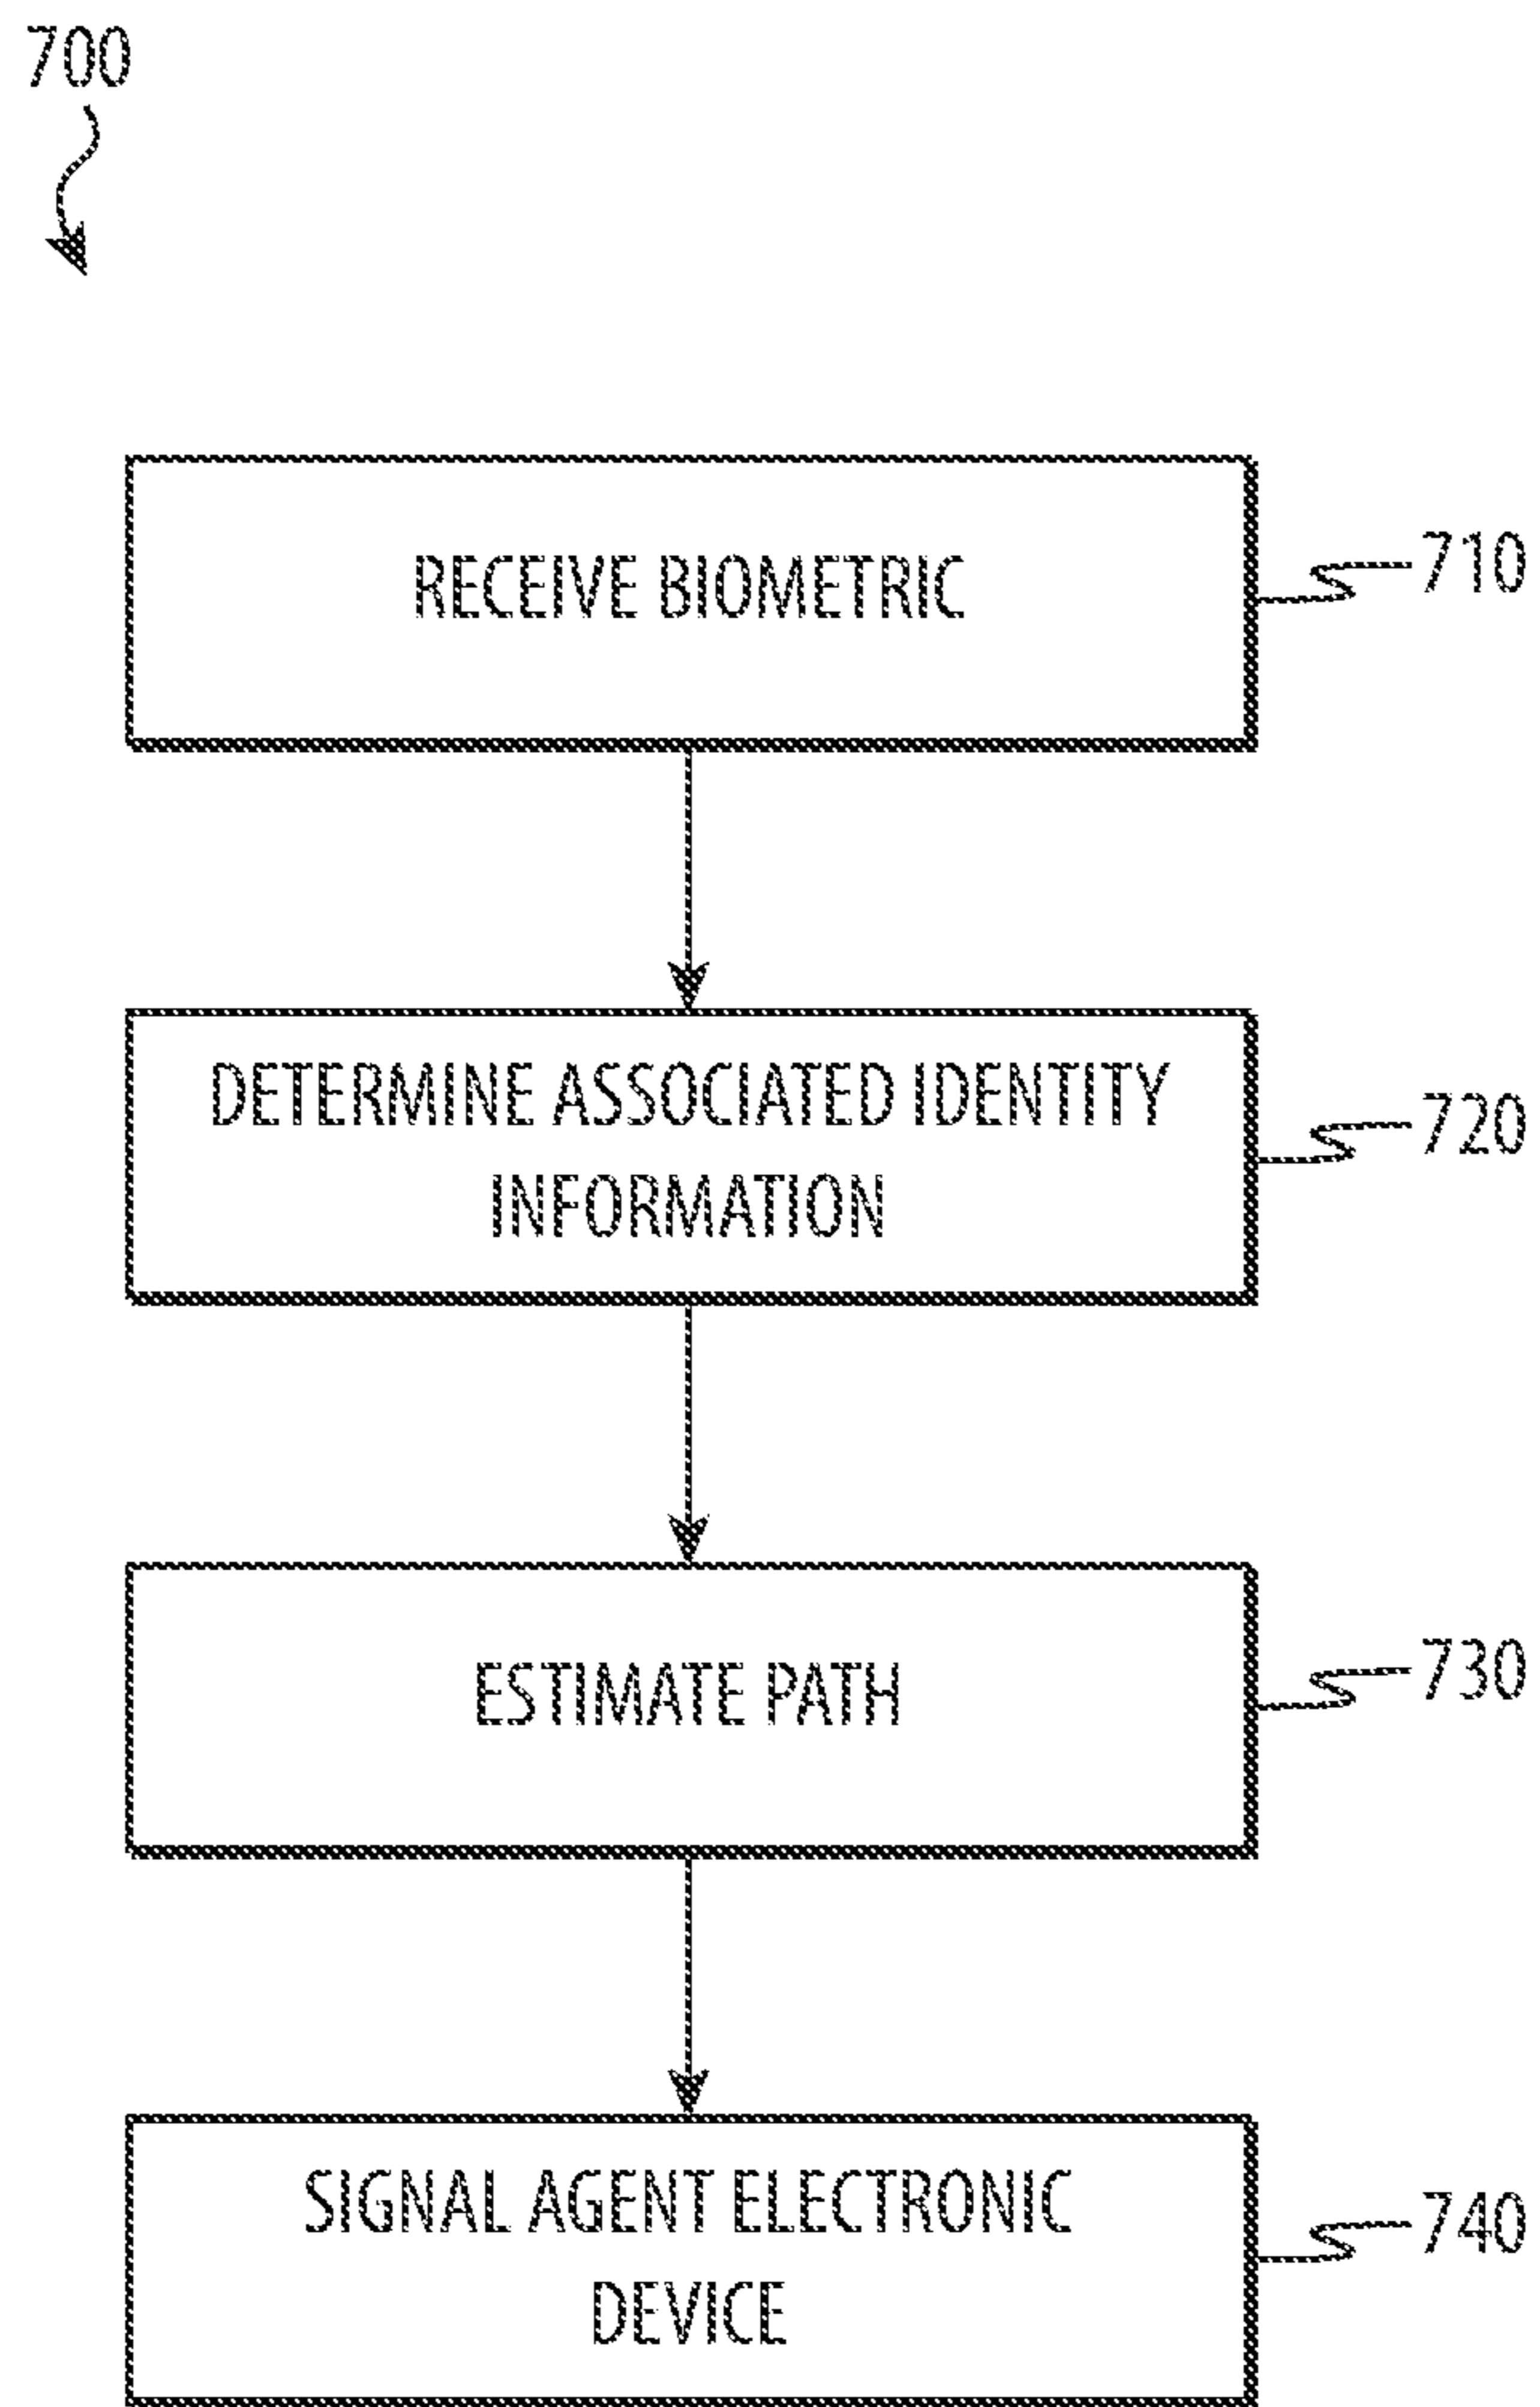 700
RECEIVE BIOMETRIC
710
DETERMINE ASSOCIATED IDENTITY
INFORMATION
720
ESTIMATE PATH
730
SIGNAL AGENT ELECTRONIC
DEVICE
740